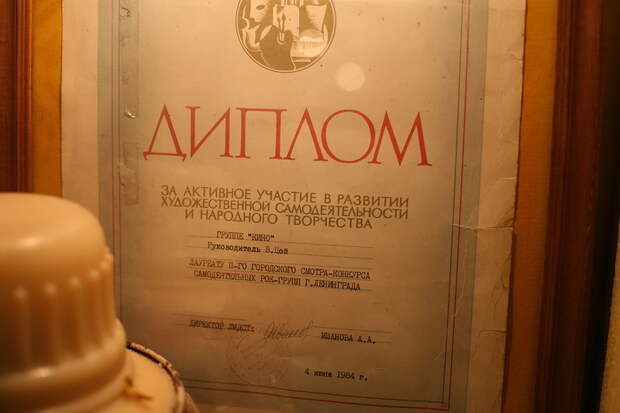 ДИПЛОМ
ЗА АКТИВНОЕ УЧАСТИЕ В РАЗВИТИИ
ХУДОЖЕСТВЕННОЙ САМОДЕЯТЕЛЬНОСТИ
И НАРОДНОГО ТВОРЧЕСТВА
ГРУППЕ "КИНО"
Руководитель В.Цой
ЛАУРЕАТУ П-ГО ГОРОДСКОГО СМОТРА-КОНКУРСА
САМОДЕЯТЕЛЬНЫХ РОК-ГРУПП Г.ЛЕНИНГРАДА
ДИРЕКТОР ЛМДСТ: ИВАНОВА А.А.
4 июня 1984 г.